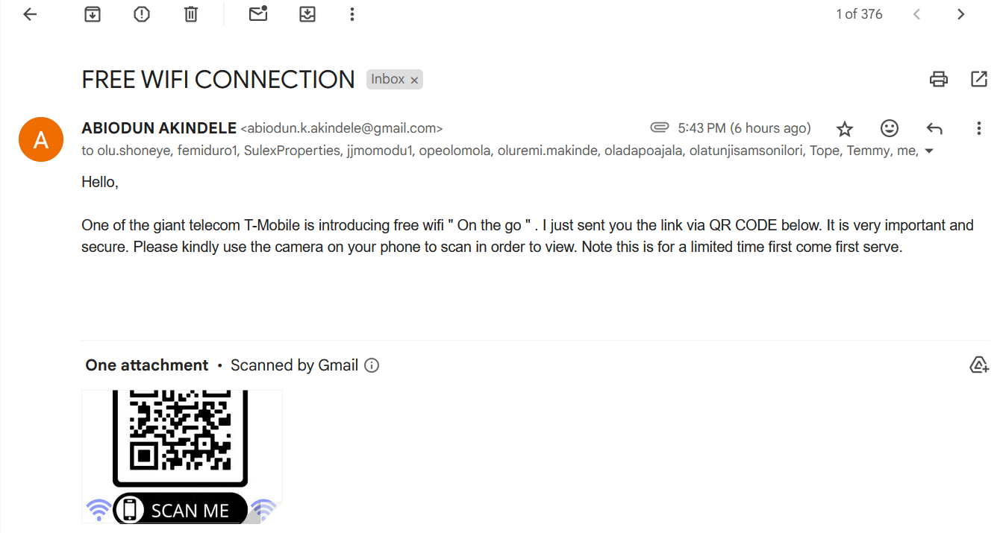 1 of 376
FREE WIFI CONNECTION Inbox ×
ABIODUN AKINDELE <abiodun.k.akindele@gmail.com> 5:43 PM (6 hours ago)
to olu.shoneye, femiduro1, SulexProperties, jjmomodu1, opeolomola, oluremi.makinde, oladapoajala, olatunjisamsonilori, Tope, Temmy, me,
A
Hello,
One of the giant telecom T-Mobile is introducing free wifi " On the go " . I just sent you the link via QR CODE below. It is very important and
secure. Please kindly use the camera on your phone to scan in order to view. Note this is for a limited time first come first serve.
One attachment • Scanned by Gmail
SCAN ME